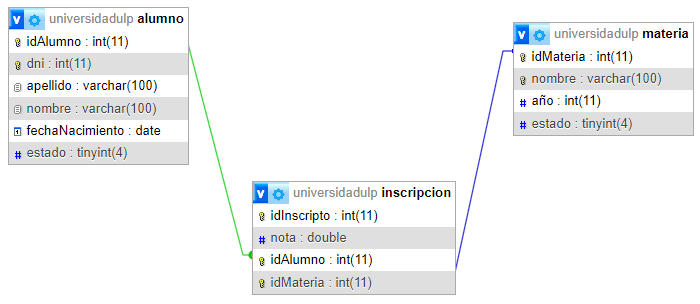 v universidadulp alumno
idAlumno : int(11)
dni : int(11)
apellido : varchar(100)
nombre : varchar(100)
fechaNacimiento : date
# estado : tinyint(4)
v universidadulp materia
idMateria : int(11)
nombre : varchar(100)
# año : int(11)
# estado : tinyint(4)
v universidadulp inscripcion
idInscripto : int(11)
# nota : double
idAlumno : int(11)
idMateria : int(11)